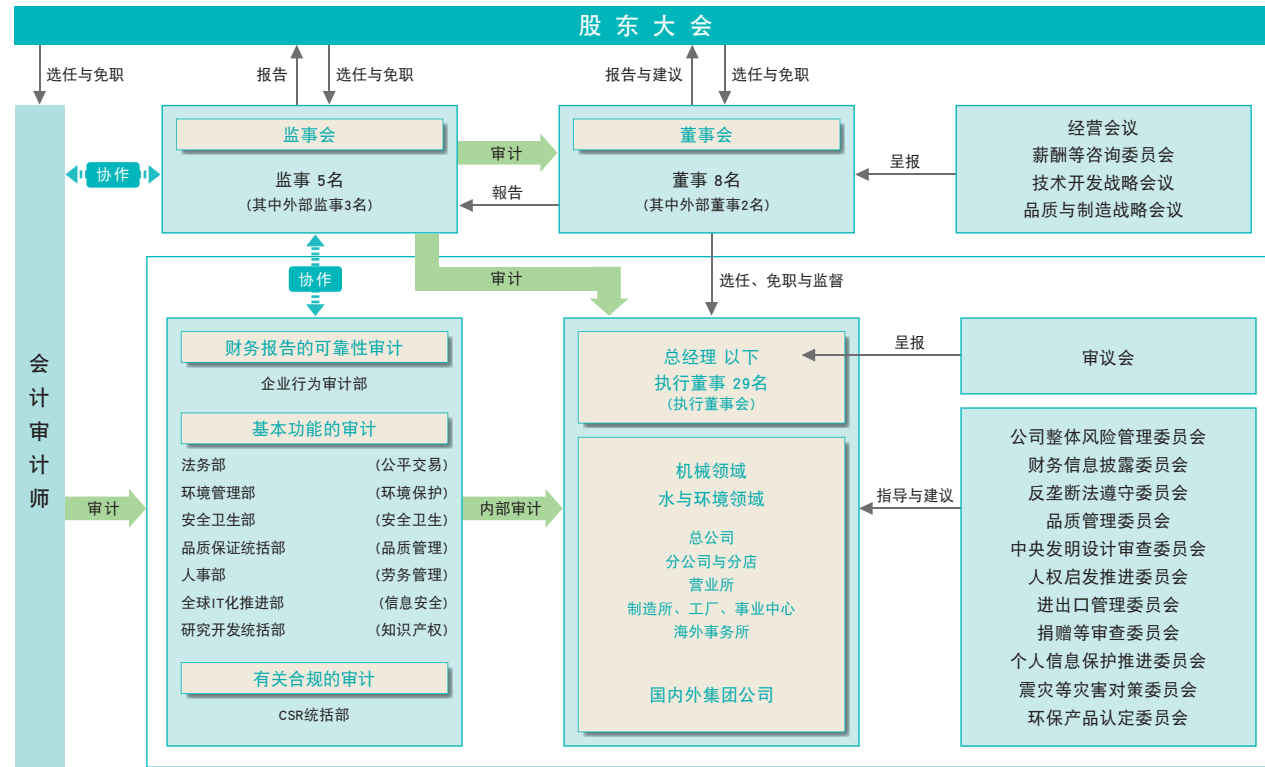 股东大会
选任与免职
报告
选任与免职
报告与建议
选任与免职
监事会
监事 5名
(其中外部监事3名)
审计
報告
董事会
董事 8名
(其中外部董事2名)
呈报
经营会议
薪酬等咨询委员会
技术开发战略会议
品质与制造战略会议
协作
协作
审计
选任、免职与监督
会计审计师
审计
财务报告的可靠性审计
企业行为审计部
基本功能的审计
法务部 (公平交易)
环境管理部 (环境保护)
安全卫生部 (安全卫生)
品质保证统括部 (品质管理)
人事部 (劳务管理)
全球IT化推进部 (信息安全)
研究开发统括部 (知识产权)
有关合规的审计
CSR统括部
内部审计
总经理 以下
执行董事 29名
(执行董事会)
机械领域
水与环境领域
总公司
分公司与分店
营业所
制造所、工厂、事业中心
海外事务所
国内外集团公司
呈报
审议会
指导与建议
公司整体风险管理委员会
财务信息披露委员会
反垄断法遵守委员会
品质管理委员会
中央发明设计审查委员会
人权启发推进委员会
进出口管理委员会
捐赠等审查委员会
个人信息保护推进委员会
震灾等灾害对策委员会
环保产品认定委员会